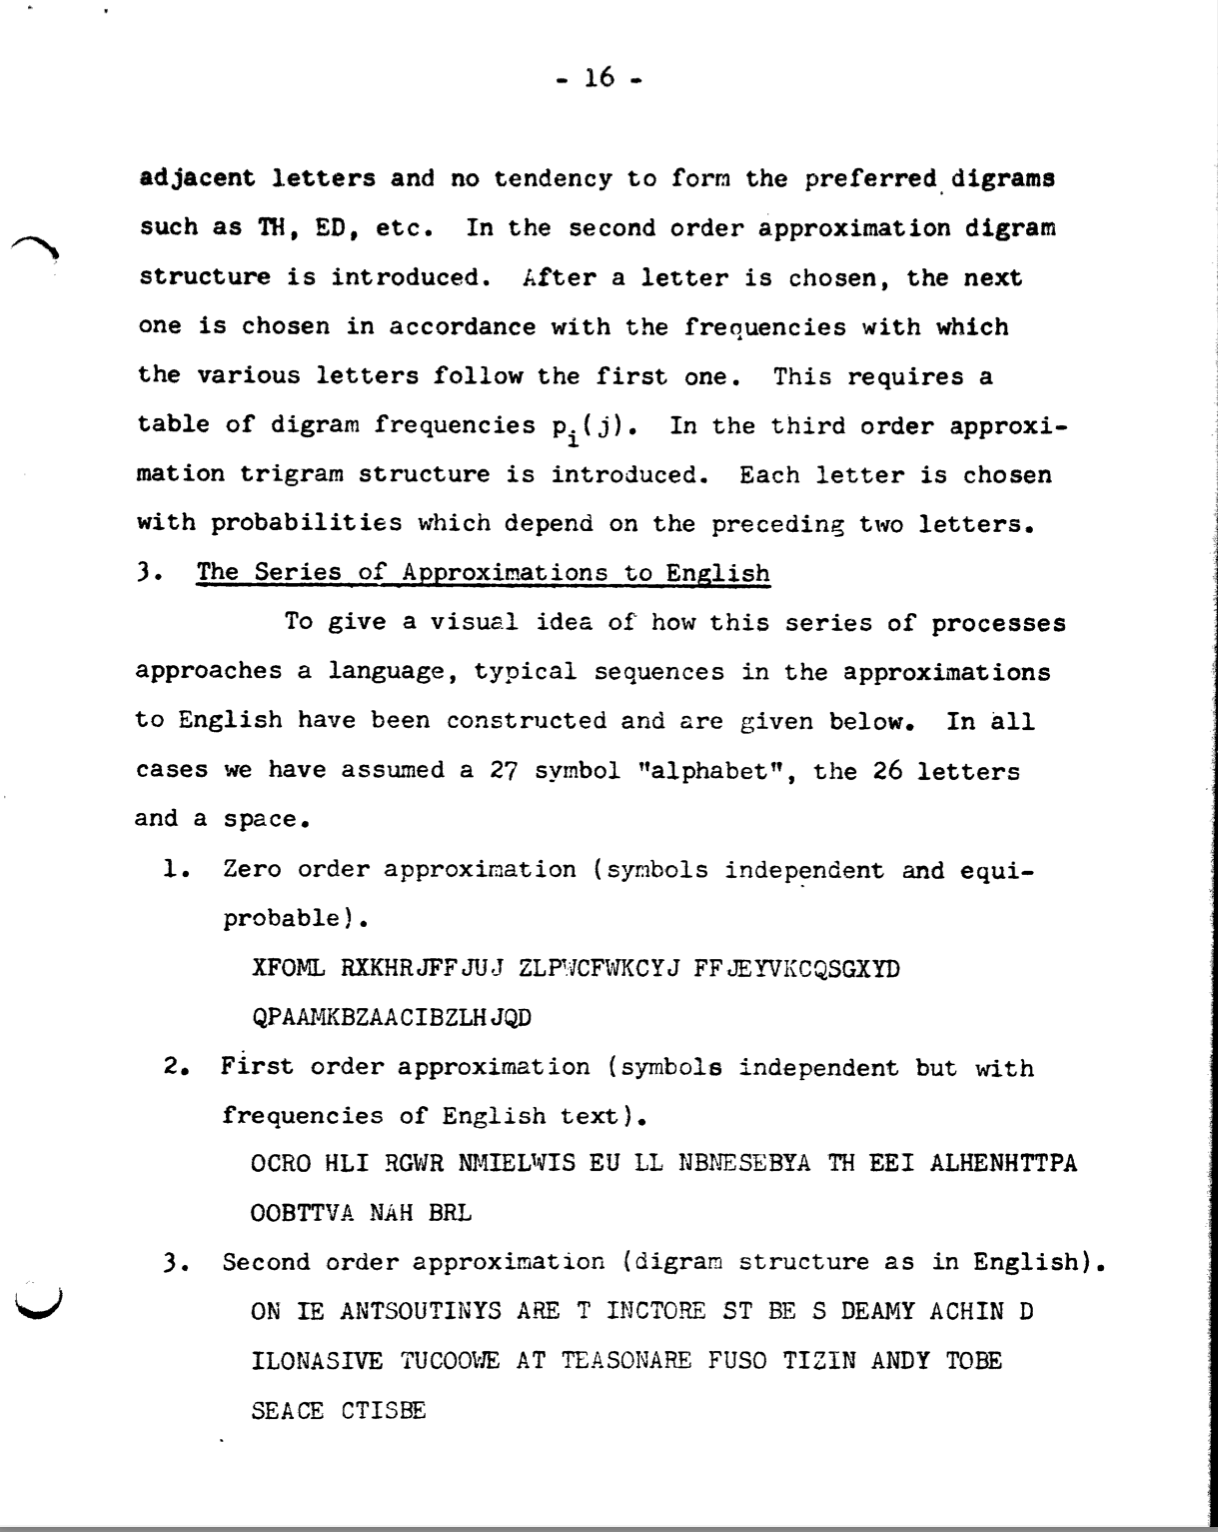 - 16 -
adjacent letters and no tendency to form the preferred digrams
such as TH, ED, etc. In the second order approximation digram
structure is introduced. After a letter is chosen, the next
one is chosen in accordance with the frequencies with which
the various letters follow the first one. This requires a
table of digram frequencies pᵢ(j). In the third order approxi-
mation trigram structure is introduced. Each letter is chosen
with probabilities which depend on the preceding two letters.
3. The Series of Approximations to English
To give a visual idea of how this series of processes
approaches a language, typical sequences in the approximations
to English have been constructed and are given below. In all
cases we have assumed a 27 symbol "alphabet", the 26 letters
and a space.
1. Zero order approximation (symbols independent and equi-
probable).
XFOML RXKHRJFFJUJ ZLPWCFWKCYJ FFJEYVKCQSGXYD
QPAAMKBZAACIBZLHJQD
2. First order approximation (symbols independent but with
frequencies of English text).
OCRO HLI RGWR NMIELWIS EU LL NBNESEBYA TH EEI ALHENHTTPA
OOBTTVA NAH BRL
3. Second order approximation (digram structure as in English).
ON IE ANTSOUTINYS ARE T INCTORE ST BE S DEAMY ACHIN D
ILONASIVE TUCOOWE AT TEASONARE FUSO TIZIN ANDY TOBE
SEACE CTISBE